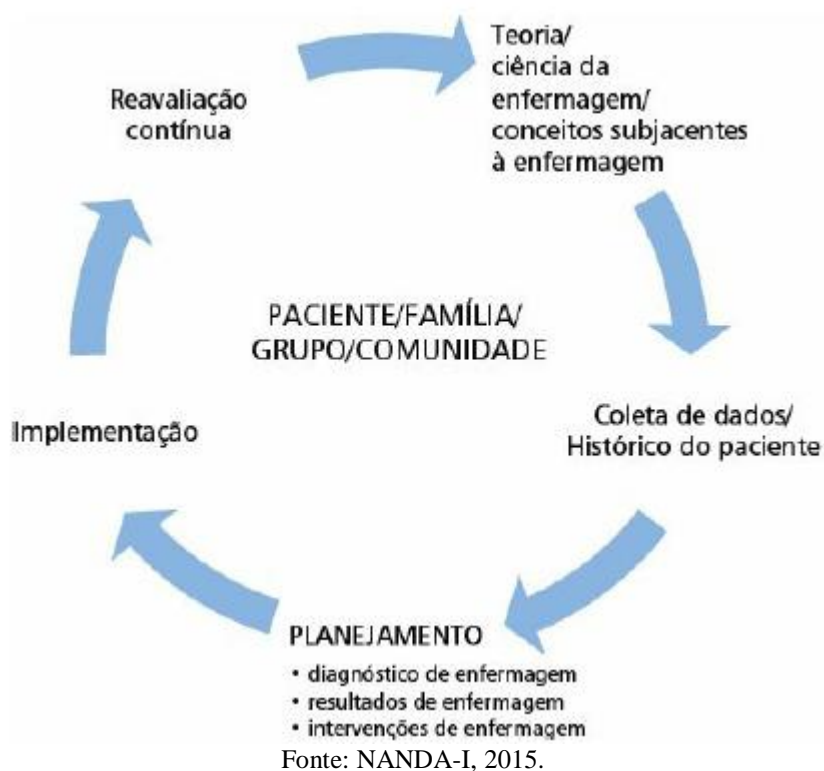 Teoria/
ciência da
enfermagem/
conceitos subjacentes
à enfermagem
Reavaliação
contínua
PACIENTE/FAMÍLIA/
GRUPO/COMUNIDADE
Coleta de dados/
Histórico do paciente
Implementação
PLANEJAMENTO
• diagnóstico de enfermagem
• resultados de enfermagem
• intervenções de enfermagem
Fonte: NANDA-I, 2015.